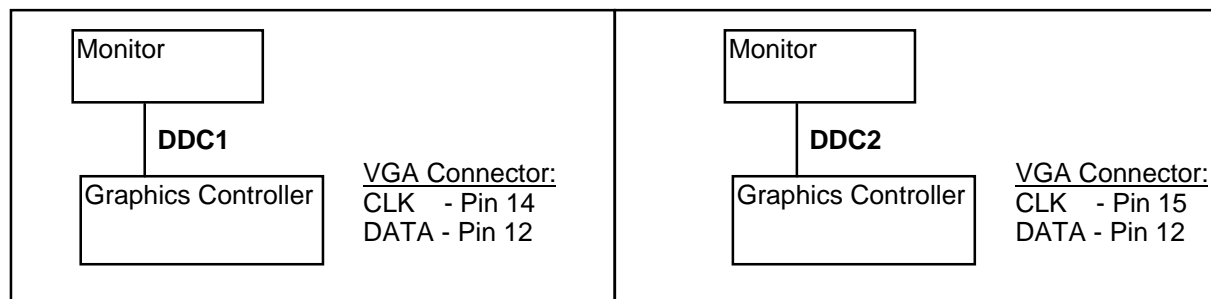 Monitor
DDC1
Graphics Controller
VGA Connector:
CLK - Pin 14
DATA - Pin 12
Monitor
DDC2
Graphics Controller
VGA Connector:
CLK - Pin 15
DATA - Pin 12